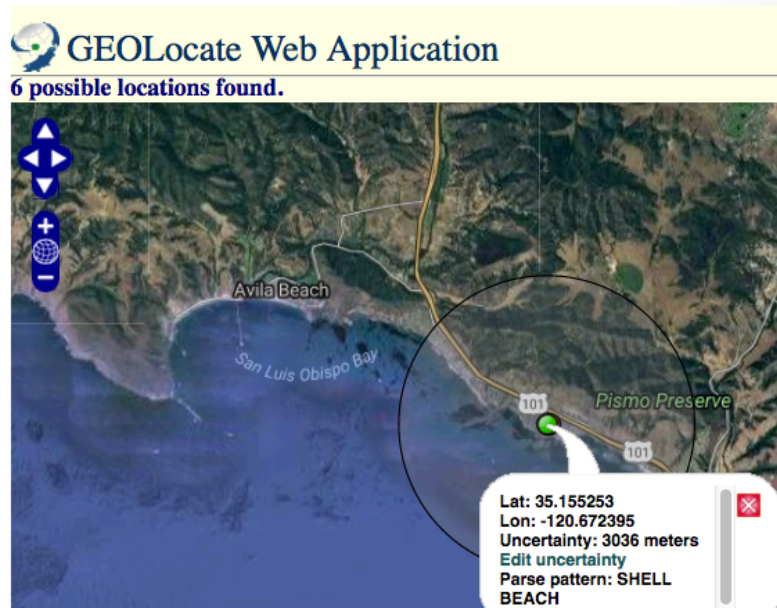 GEOLocate Web Application
6 possible locations found.
Avila Beach
San Luis Obispo Bay
Pismo Preserve
101
101
Lat: 35.155253
Lon: -120.672395
Uncertainty: 3036 meters
Edit uncertainty
Parse pattern: SHELL
BEACH